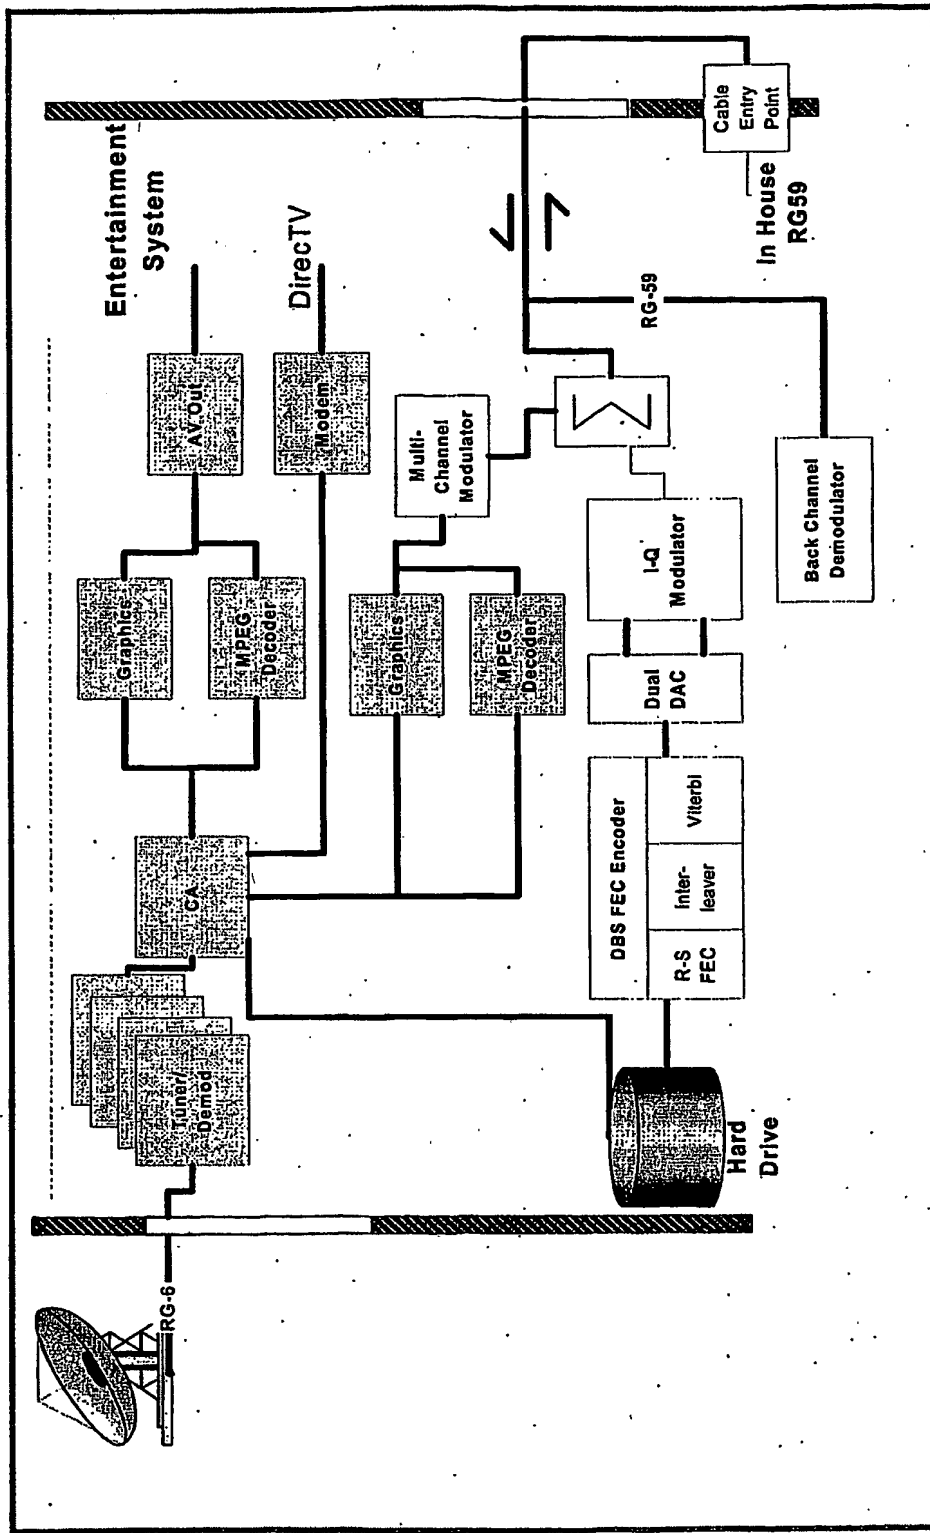 RG-6
Tuner/
Demod
CA
Graphics
MPEG
Decoder
AV Out
Entertainment
System
Modem
DirecTV
Graphics
MPEG
Decoder
Multi-
Channel
Modulator
Hard
Drive
DBS FEC Encoder
R-S
FEC
Inter-
leaver
Viterbi
Dual
DAC
I-Q
Modulator
Σ
RG-59
Back Channel
Demodulator
In House
RG59
Cable
Entry
Point